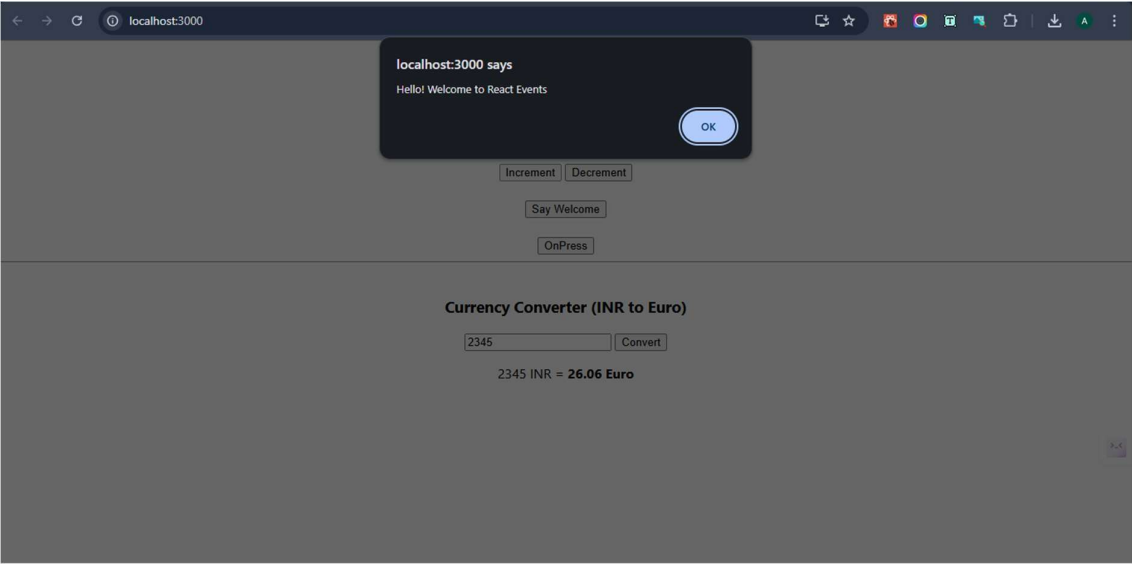 localhost:3000
A
localhost:3000 says
Hello! Welcome to React Events
OK
Increment Decrement
Say Welcome
OnPress
Currency Converter (INR to Euro)
2345 Convert
2345 INR = 26.06 Euro